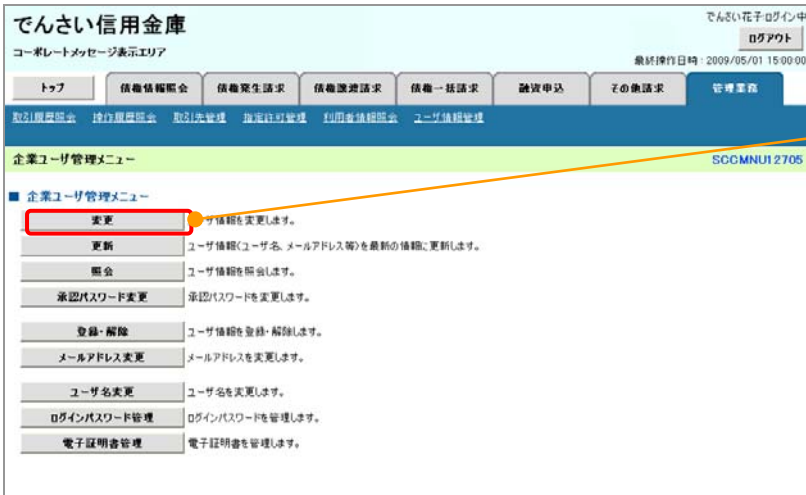 でんさい信用金庫
コーポレートメッセージ表示エリア
でんさい花子ログイン中
ログアウト
最終操作日時：2009/05/01 15:00:00
トップ 債権情報照会 債権発生請求 債権譲渡請求 債権一括請求 融資申込 その他請求 管理業務
取引履歴照会 操作履歴照会 取引先管理 指定許可管理 利用者情報照会 ユーザ情報管理
企業ユーザ管理メニュー SCCMNU12705
■ 企業ユーザ管理メニュー
変更 ーザ情報を変更します。
更新 ユーザ情報(ユーザ名、メールアドレス等)を最新の情報に更新します。
照会 ユーザ情報を照会します。
承認パスワード変更 承認パスワードを変更します。
登録・解除 ユーザ情報を登録・解除します。
メールアドレス変更 メールアドレスを変更します。
ユーザ名変更 ユーザ名を変更します。
ログインパスワード管理 ログインパスワードを管理します。
電子証明書管理 電子証明書を管理します。